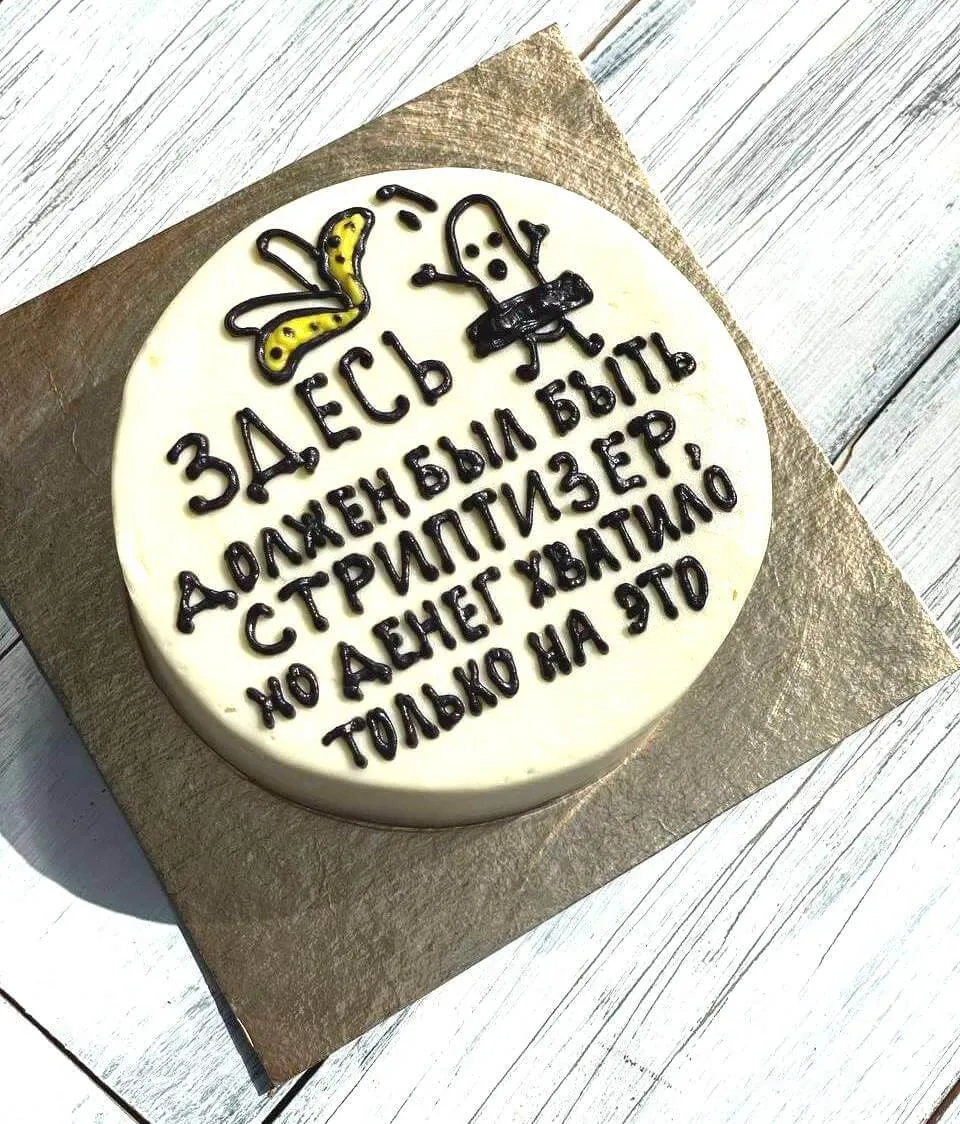 ЗДЕСЬ
ДОЛЖЕН БЫЛ БЫТЬ
СТРИПТИЗЕР,
НО ДЕНЕГ ХВАТИЛО
ТОЛЬКО НА ЭТО